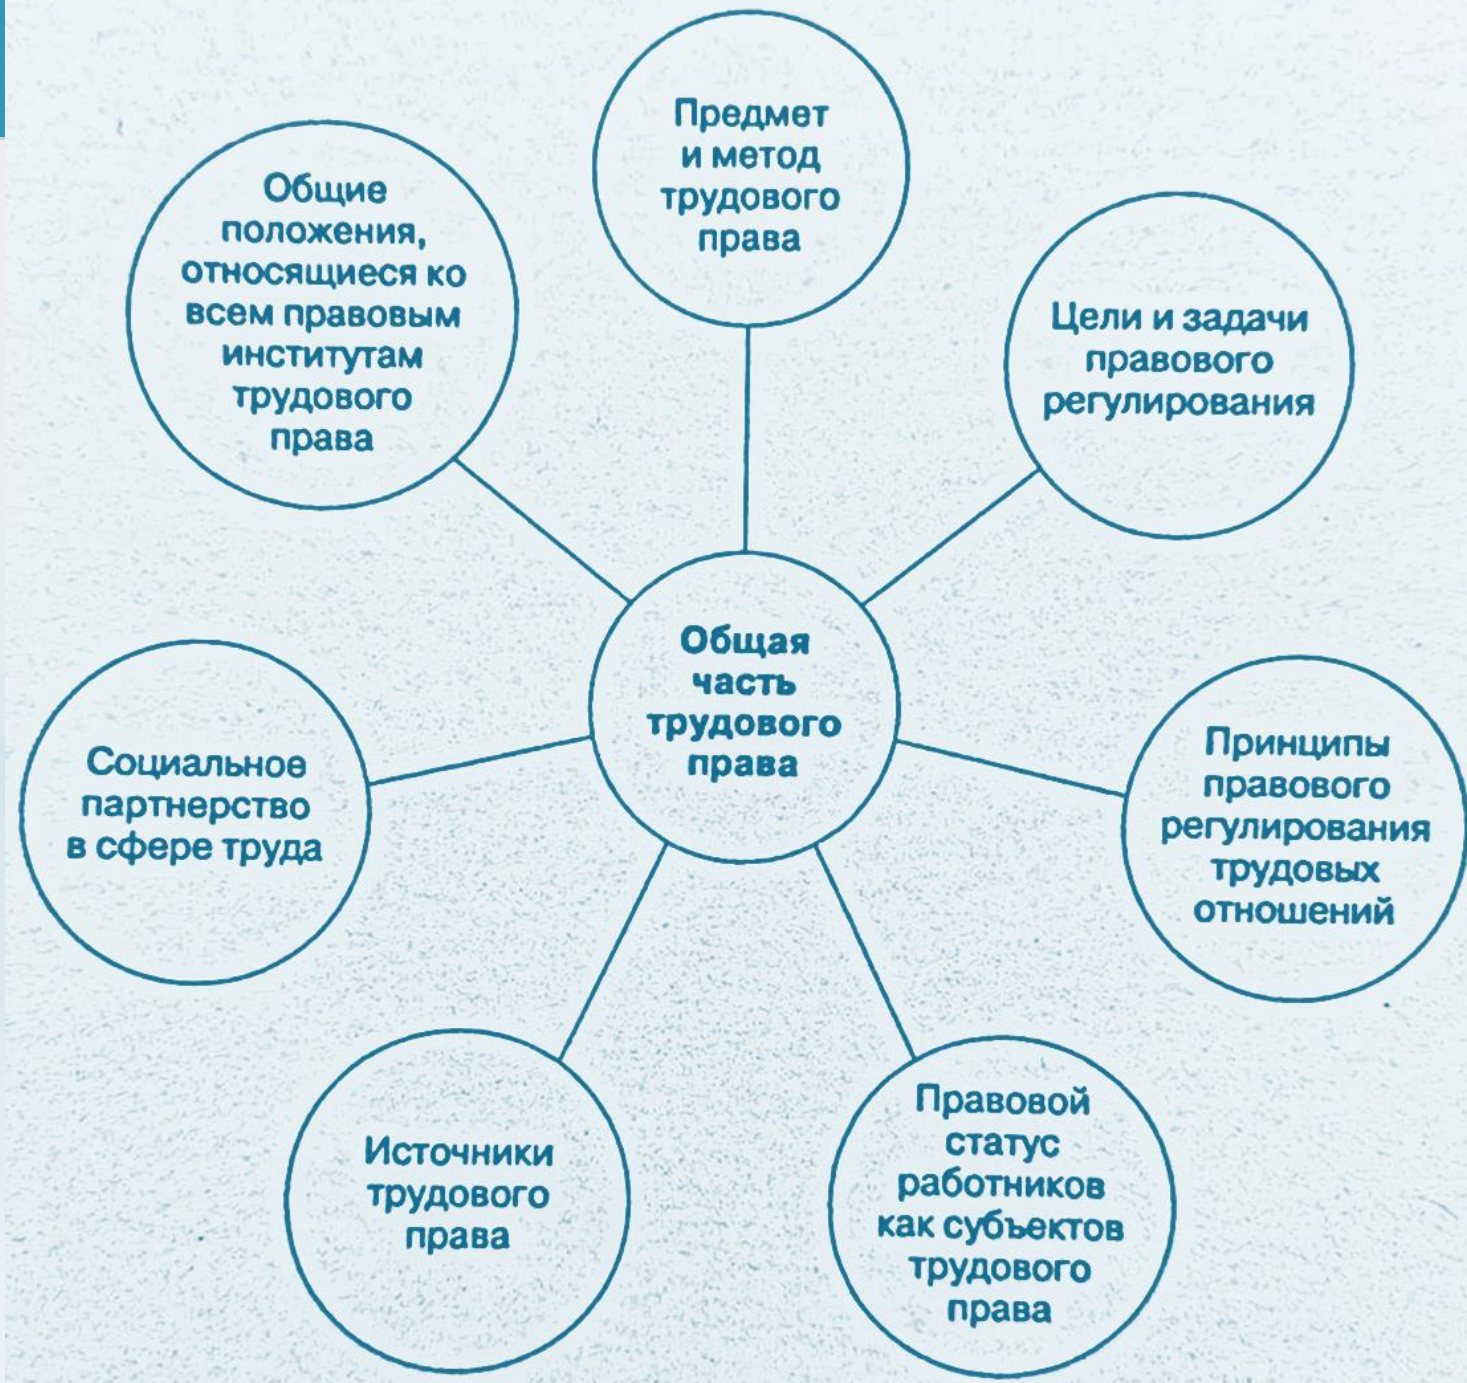 Предмет
и метод
трудового
права
Общие
положения,
относящиеся ко
всем правовым
институтам
трудового
права
Цели и задачи
правового
регулирования
Общая
часть
трудового
права
Социальное
партнерство
в сфере труда
Принципы
правового
регулирования
трудовых
отношений
Источники
трудового
права
Правовой
статус
работников
как субъектов
трудового
права